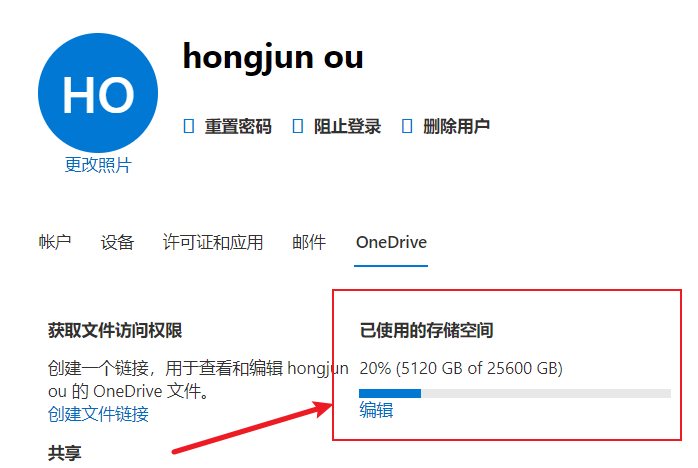 HO
hongjun ou
重置密码 阻止登录 删除用户
更改照片
帐户 设备 许可证和应用 邮件 OneDrive
获取文件访问权限
创建一个链接，用于查看和编辑 hongjun
ou 的 OneDrive 文件。
创建文件链接
共享
已使用的存储空间
20% (5120 GB of 25600 GB)
编辑